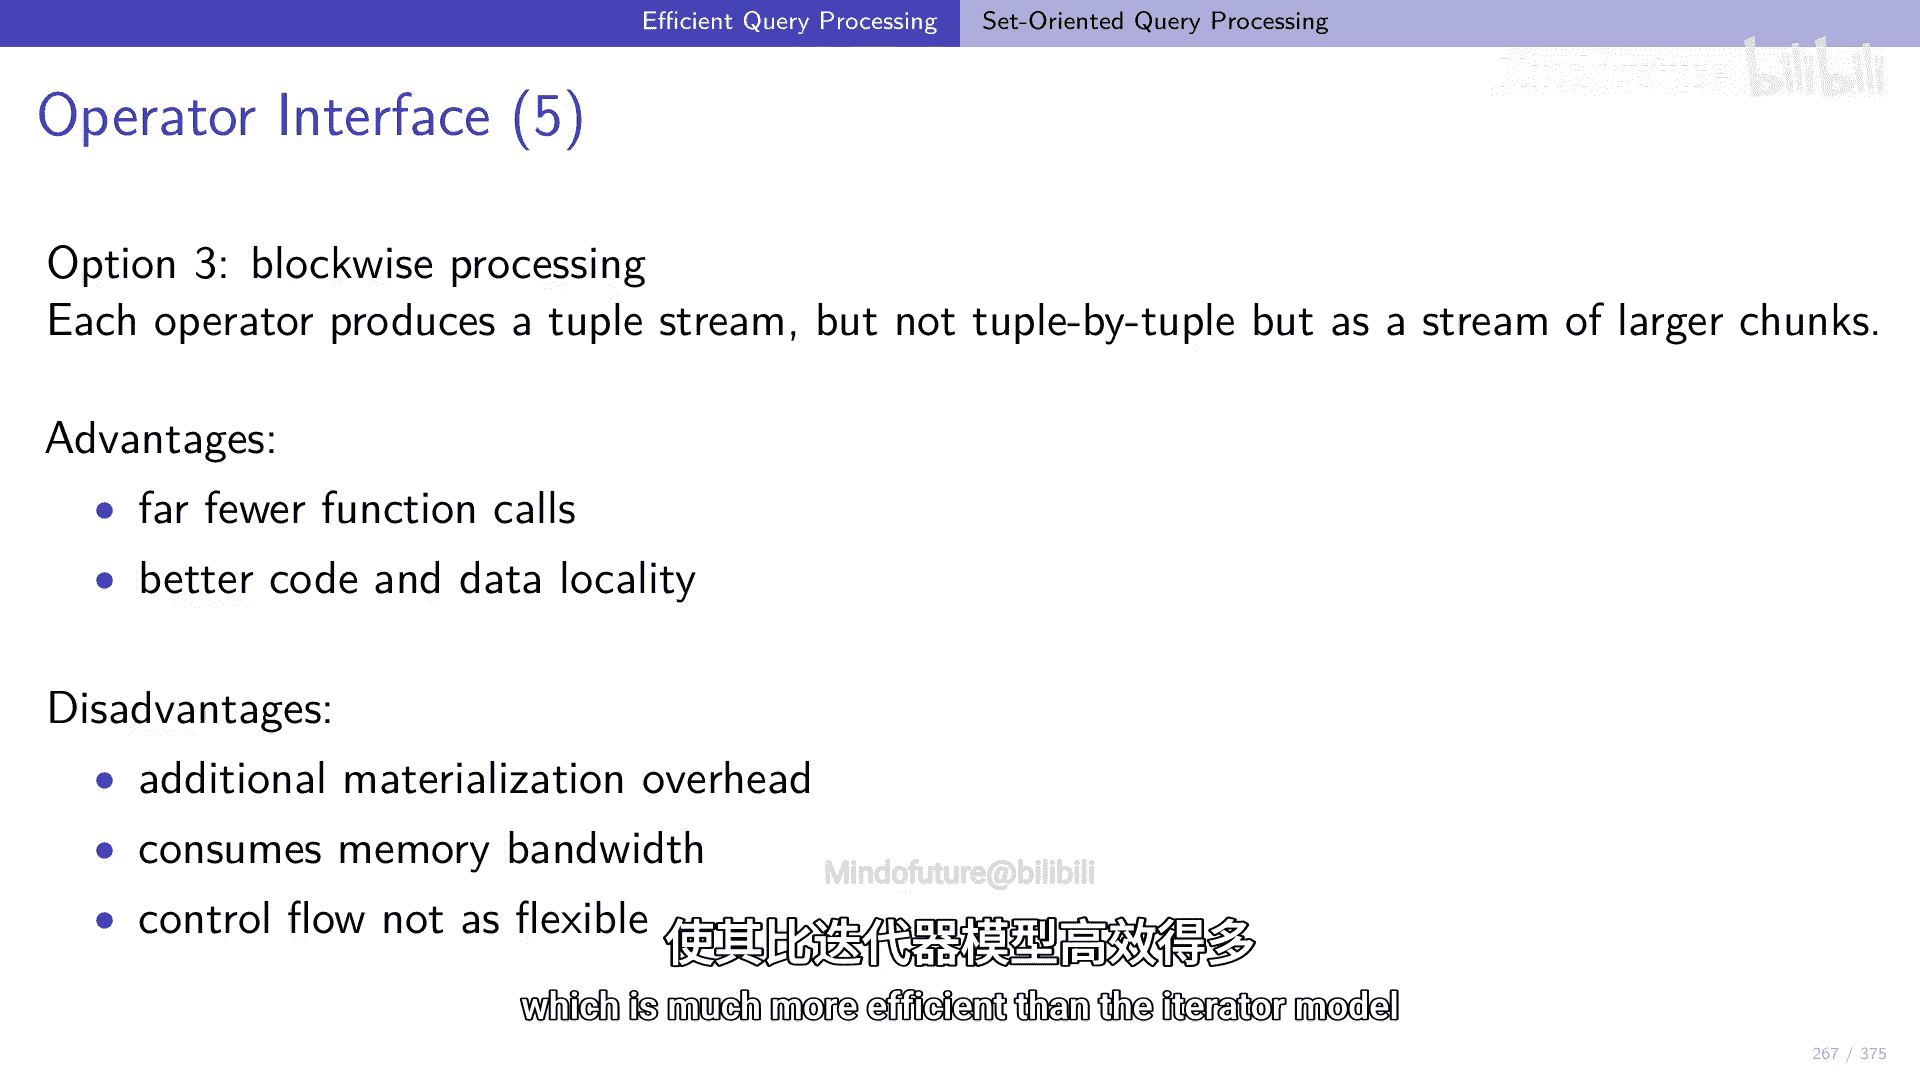 Efficient Query Processing
Set-Oriented Query Processing
bilibili
Operator Interface (5)
Option 3: blockwise processing
Each operator produces a tuple stream, but not tuple-by-tuple but as a stream of larger chunks.
Advantages:
• far fewer function calls
• better code and data locality
Disadvantages:
• additional materialization overhead
• consumes memory bandwidth
Mindofuture@bilibili
• control flow not as flexible
使其比迭代器模型高效得多
which is much more efficient than the iterator model
267 / 375